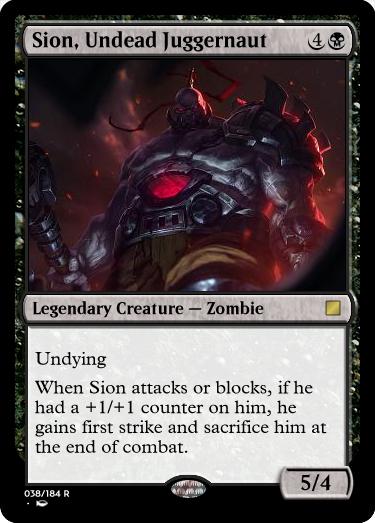 Sion, Undead Juggernaut 4
Legendary Creature — Zombie
Undying
When Sion attacks or blocks, if he
had a +1/+1 counter on him, he
gains first strike and sacrifice him at
the end of combat.
038/184 R
5/4